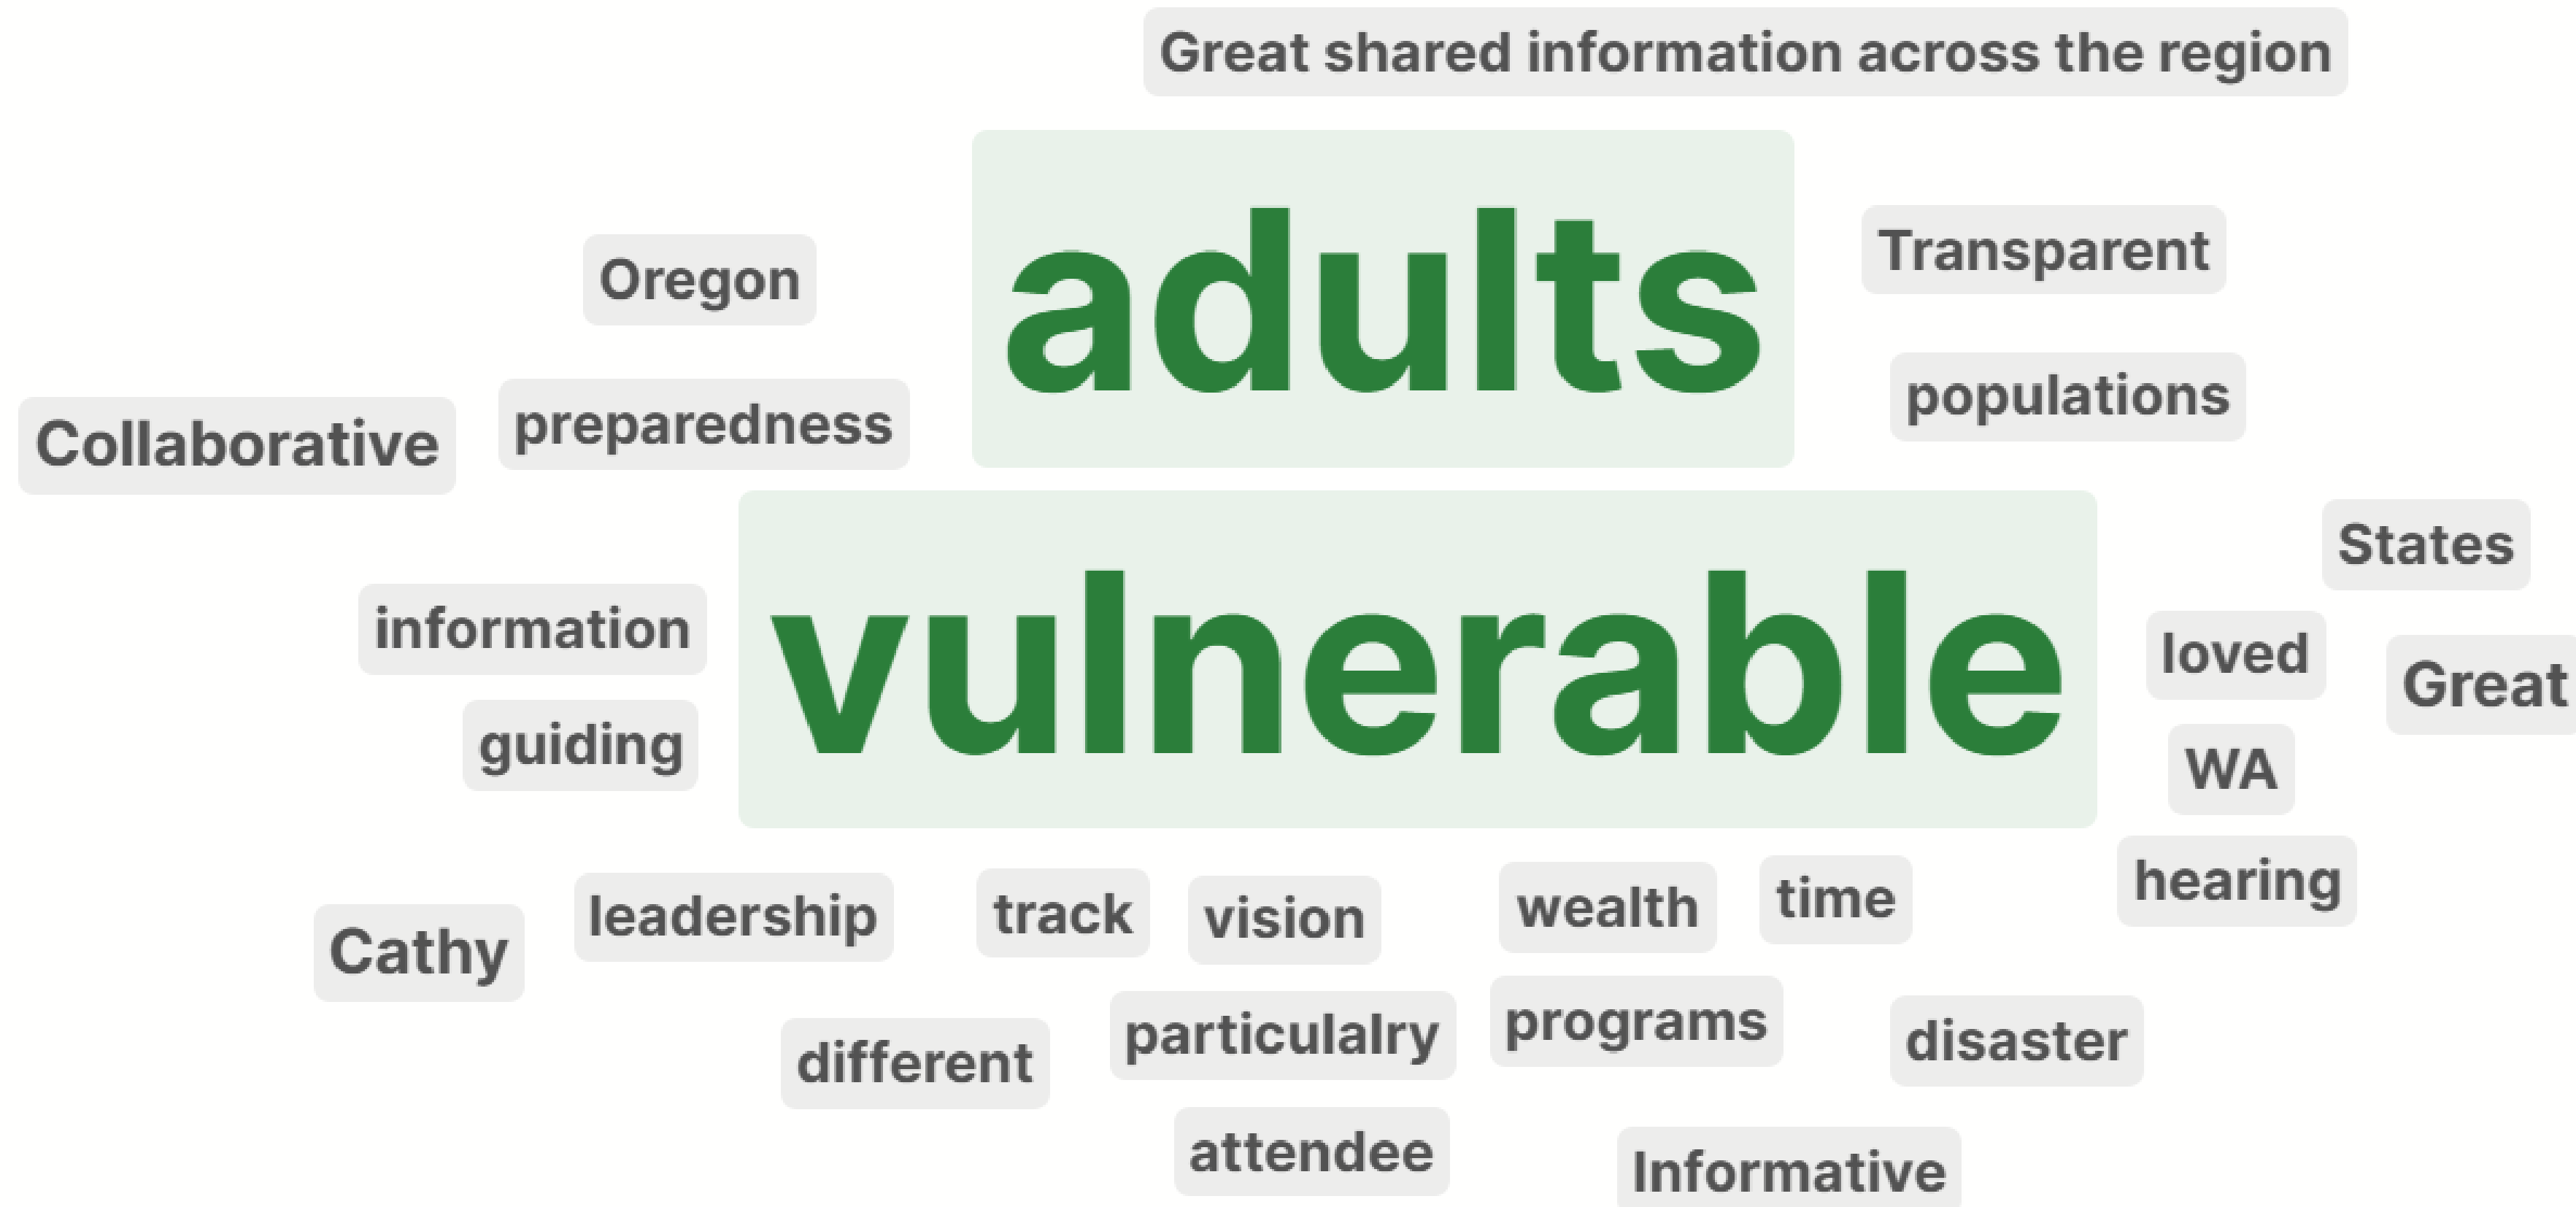 Great shared information across the region
adults
Transparent
Oregon
populations
preparedness
Collaborative
vulnerable
States
information
loved
Great
guiding
WA
hearing
leadership
track
vision
wealth
time
Cathy
different
particulalry
programs
disaster
attendee
Informative